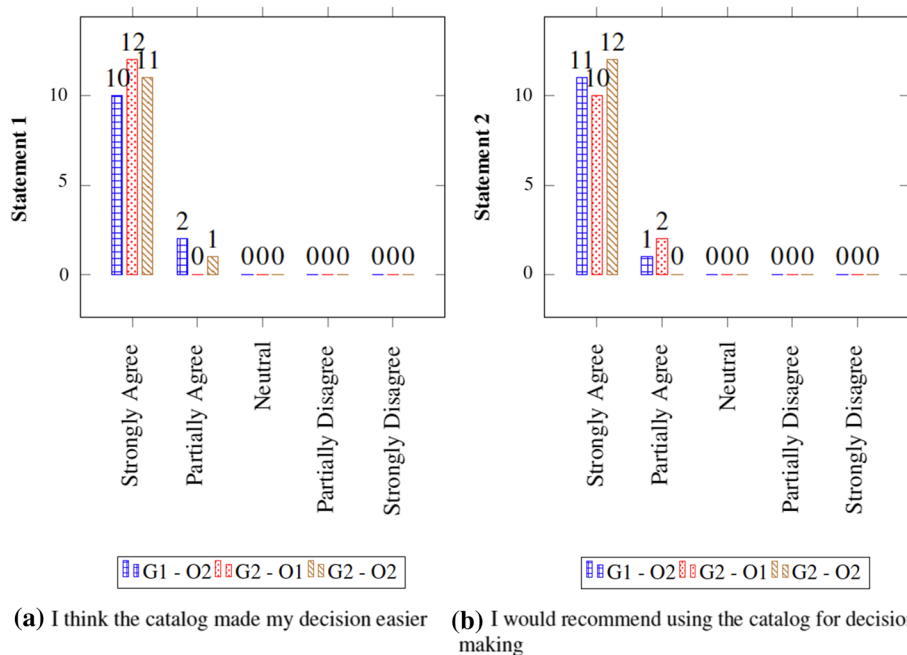 12
10
11
10
5
0
2
0
1
0 0 0
0 0 0
0 0 0
Statement 1
Strongly Agree
Partially Agree
Neutral
Partially Disagree
Strongly Disagree
G1 - O2 G2 - O1 G2 - O2
(a) I think the catalog made my decision easier
11
10
12
10
5
0
1
2
0
0 0 0
0 0 0
0 0 0
Statement 2
Strongly Agree
Partially Agree
Neutral
Partially Disagree
Strongly Disagree
G1 - O2 G2 - O1 G2 - O2
(b) I would recommend using the catalog for decisio
making